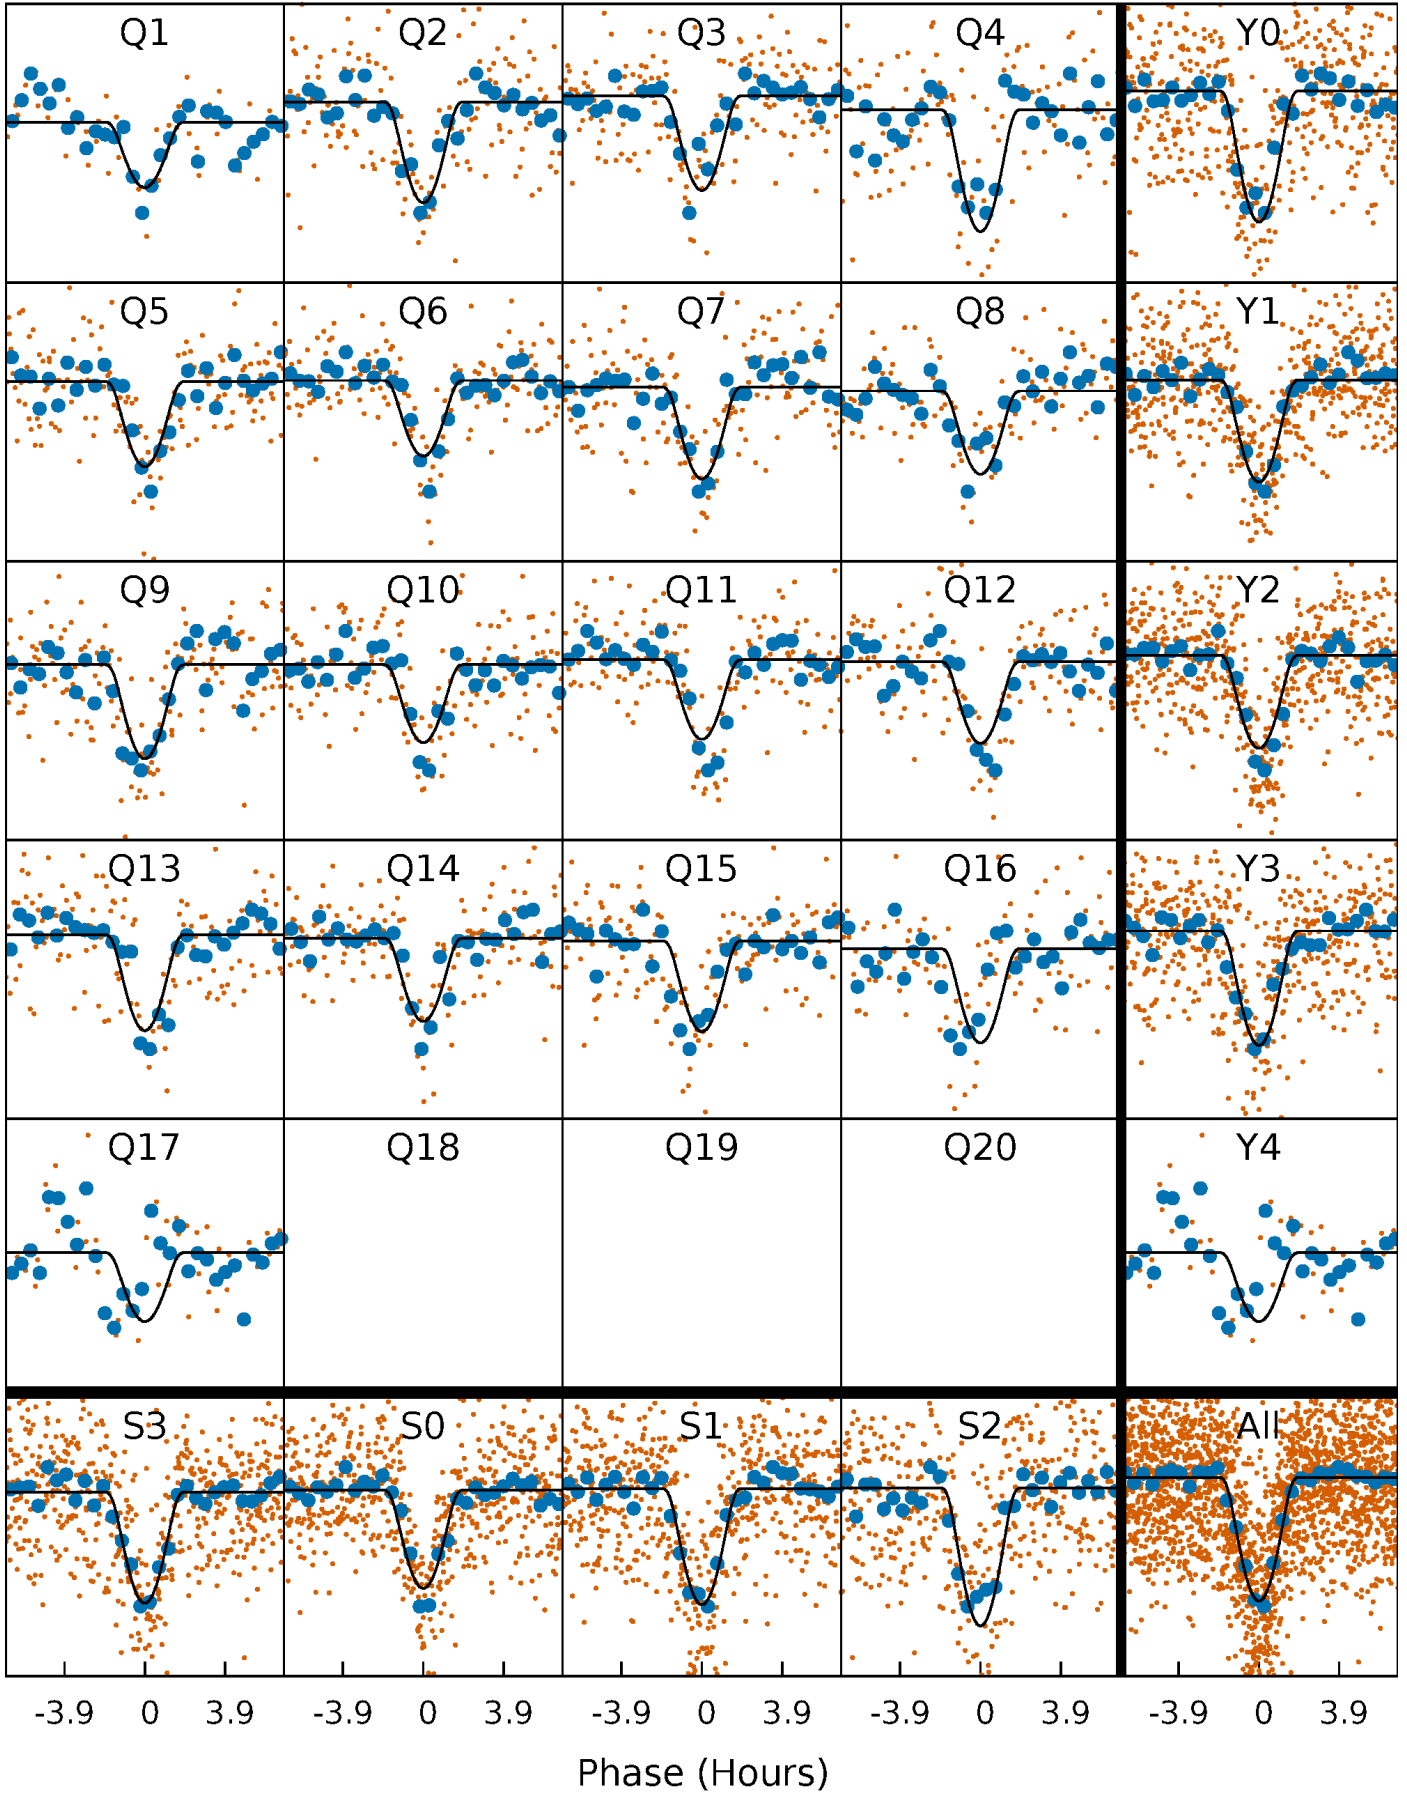 Q1 Q2 Q3 Q4 Y0
Q5 Q6 Q7 Q8 Y1
Q9 Q10 Q11 Q12 Y2
Q13 Q14 Q15 Q16 Y3
Q17 Q18 Q19 Q20 Y4
S3 S0 S1 S2 All
-3.9 0 3.9 -3.9 0 3.9 -3.9 0 3.9 -3.9 0 3.9 -3.9 0 3.9
Phase (Hours)